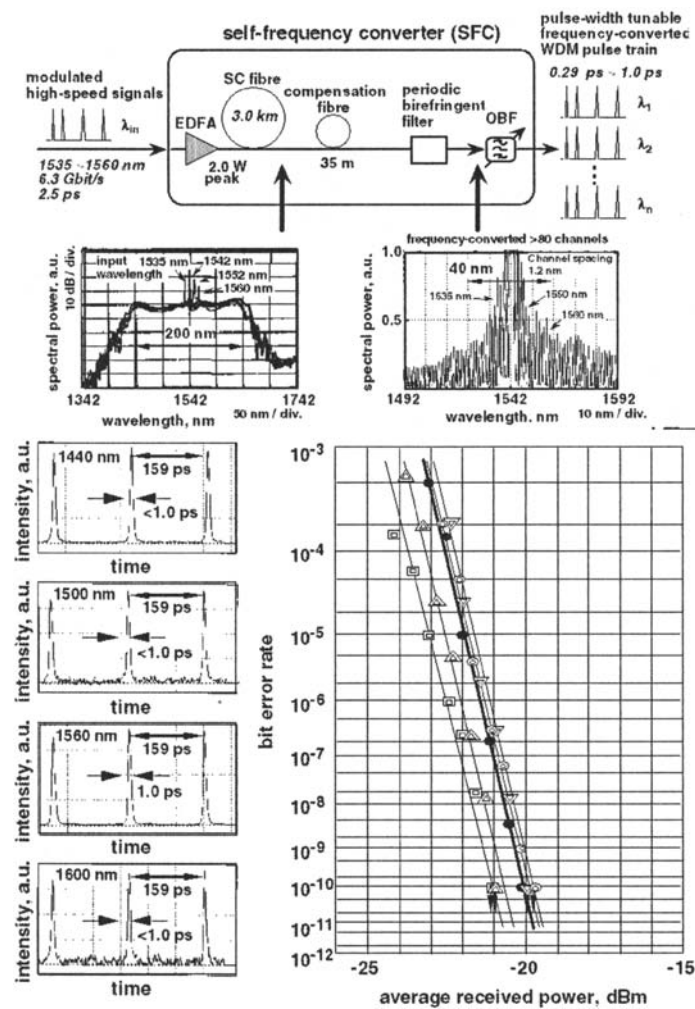 self-frequency converter (SFC)
pulse-width tunable
frequency-converted
WDM pulse train
0.29 ps ~ 1.0 ps
modulated
high-speed signals
λin
1535 ~ 1560 nm
6.3 Gbit/s
2.5 ps
EDFA
SC fibre
3.0 km
2.0 W
peak
compensation
fibre
35 m
periodic
birefringent
filter
OBF
λ1
λ2
λn
spectral power, a.u.
10 dB / div.
input
wavelength
1535 nm
1542 nm
1552 nm
1560 nm
200 nm
1342
1542
1742
wavelength, nm
50 nm / div.
frequency-converted >80 channels
spectral power, a.u.
1.0
0.5
40 nm
Channel spacing
1.2 nm
1535 nm
1550 nm
1560 nm
1492
1542
1592
wavelength. nm
10 nm / div.
intensity, a.u.
1440 nm
159 ps
<1.0 ps
time
intensity, a.u.
1500 nm
159 ps
<1.0 ps
time
intensity, a.u.
1560 nm
159 ps
1.0 ps
time
intensity, a.u.
1600 nm
159 ps
<1.0 ps
time
bit error rate
10⁻³
10⁻⁴
10⁻⁵
10⁻⁶
10⁻⁷
10⁻⁸
10⁻⁹
10⁻¹⁰
10⁻¹¹
10⁻¹²
-25
-20
-15
average received power, dBm